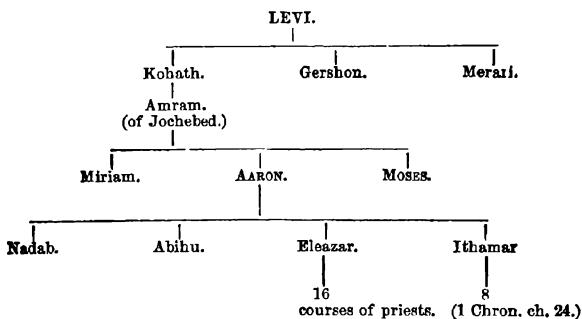 LEVI.
Kohath. Gershon. Merari.
Amram.
(of Jochebed.)
Miriam. AARON. MOSES.
Nadab. Abihu. Eleazar. Ithamar
16 8
courses of priests. (1 Chron. ch. 24.)